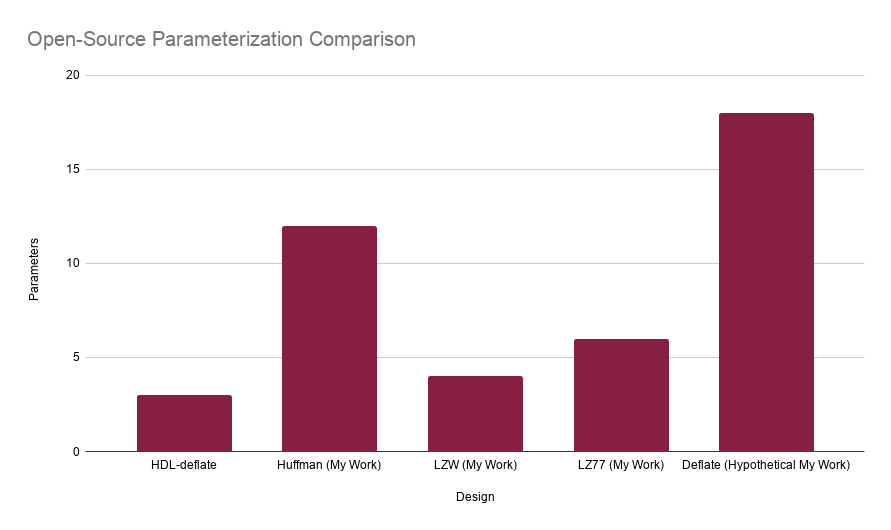 Open-Source Parameterization Comparison
20
15
10
5
0
Parameters
HDL-deflate
Huffman (My Work)
LZW (My Work)
LZ77 (My Work)
Deflate (Hypothetical My Work)
Design